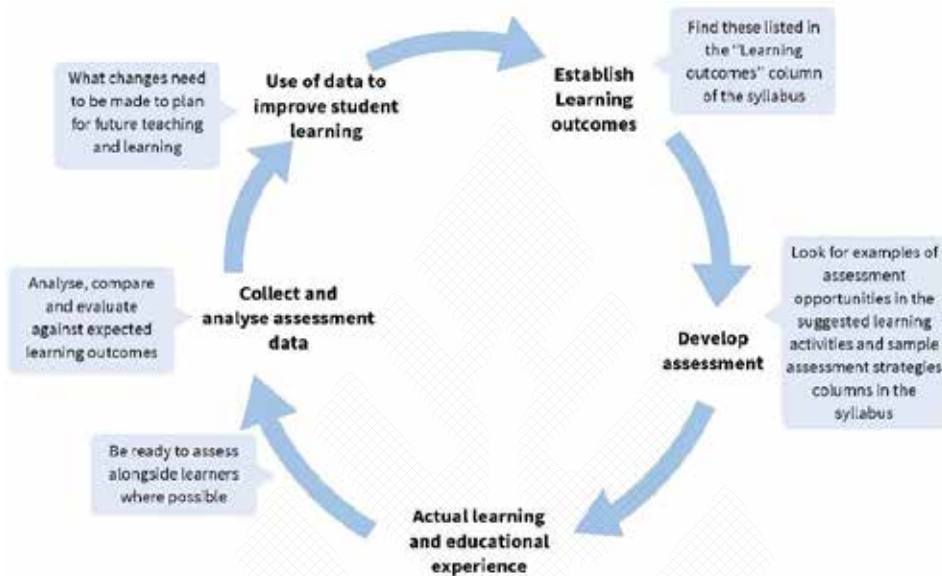 Find these listed in
the "Learning
outcomes" column
of the syllabus
Establish
Learning
outcomes
Look for examples of
assessment
opportunities in the
suggested learning
activities and sample
assessment strategies
columns in the
syllabus
Develop
assessment
Actual learning
and educational
experience
Be ready to assess
alongside learners
where possible
Collect and
analyse assessment
data
Analyse, compare
and evaluate
against expected
learning outcomes
Use of data to
improve student
learning
What changes need
to be made to plan
for future teaching
and learning